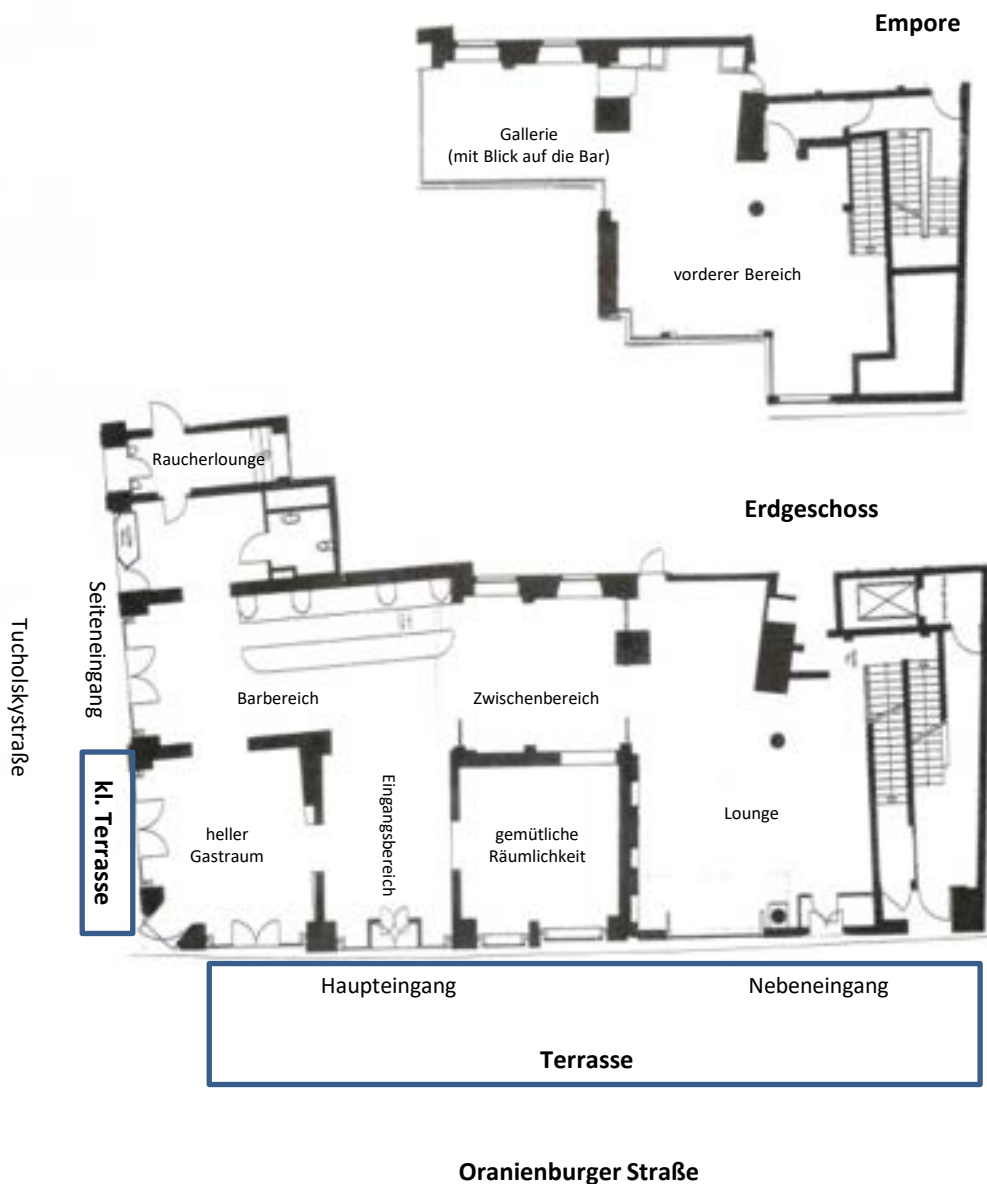 Empore
Gallerie
(mit Blick auf die Bar)
vorderer Bereich
Raucherlounge
Erdgeschoss
Seiteneingang
Tucholskystraße
Barbereich
Zwischenbereich
kl. Terrasse
heller
Gastraum
Eingangsbereich
gemütliche
Räumlichkeit
Lounge
Haupteingang
Nebeneingang
Terrasse
Oranienburger Straße